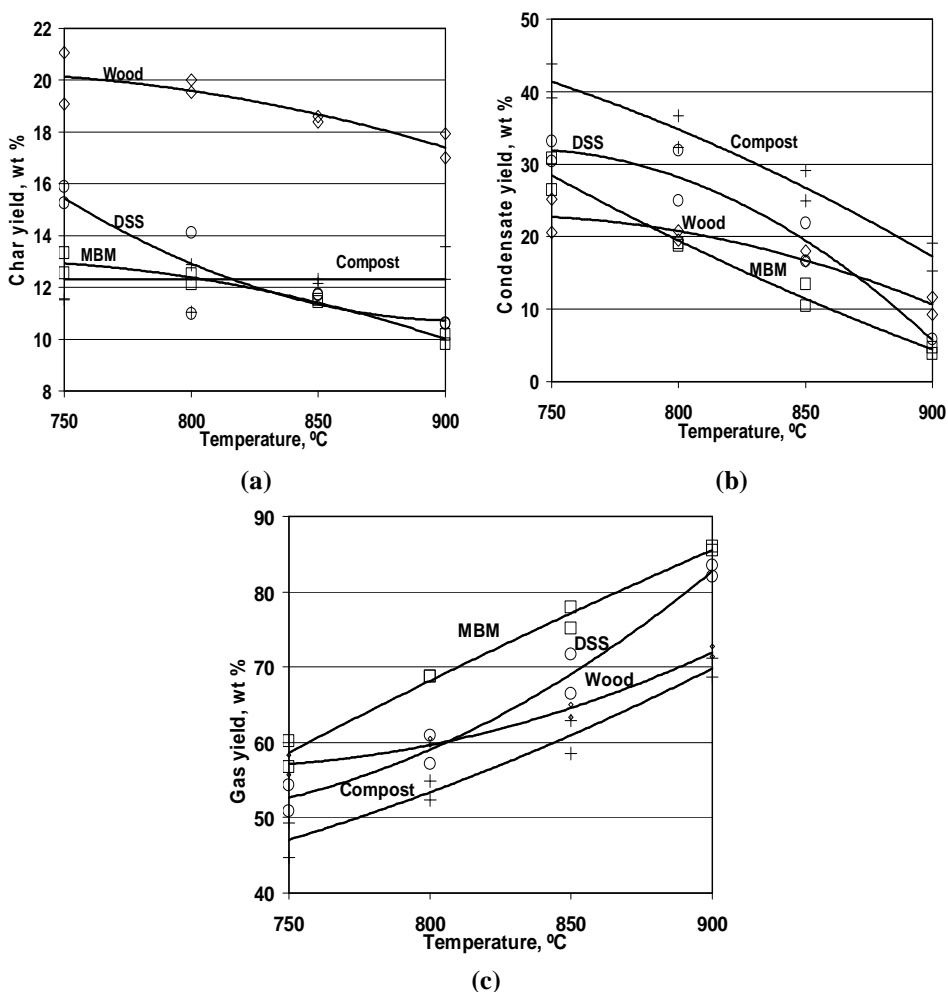 22
20
18
16
14
12
10
8
Char yield, wt %
Wood
DSS
MBM
Compost
750 800 850 900
Temperature, ºC
(a)
50
40
30
20
10
0
Condensate yield, wt %
Compost
DSS
Wood
MBM
750 800 850 900
Temperature, ºC
(b)
90
80
70
60
50
40
Gas yield, wt %
MBM
DSS
Wood
Compost
750 800 850 900
Temperature, ºC
(c)